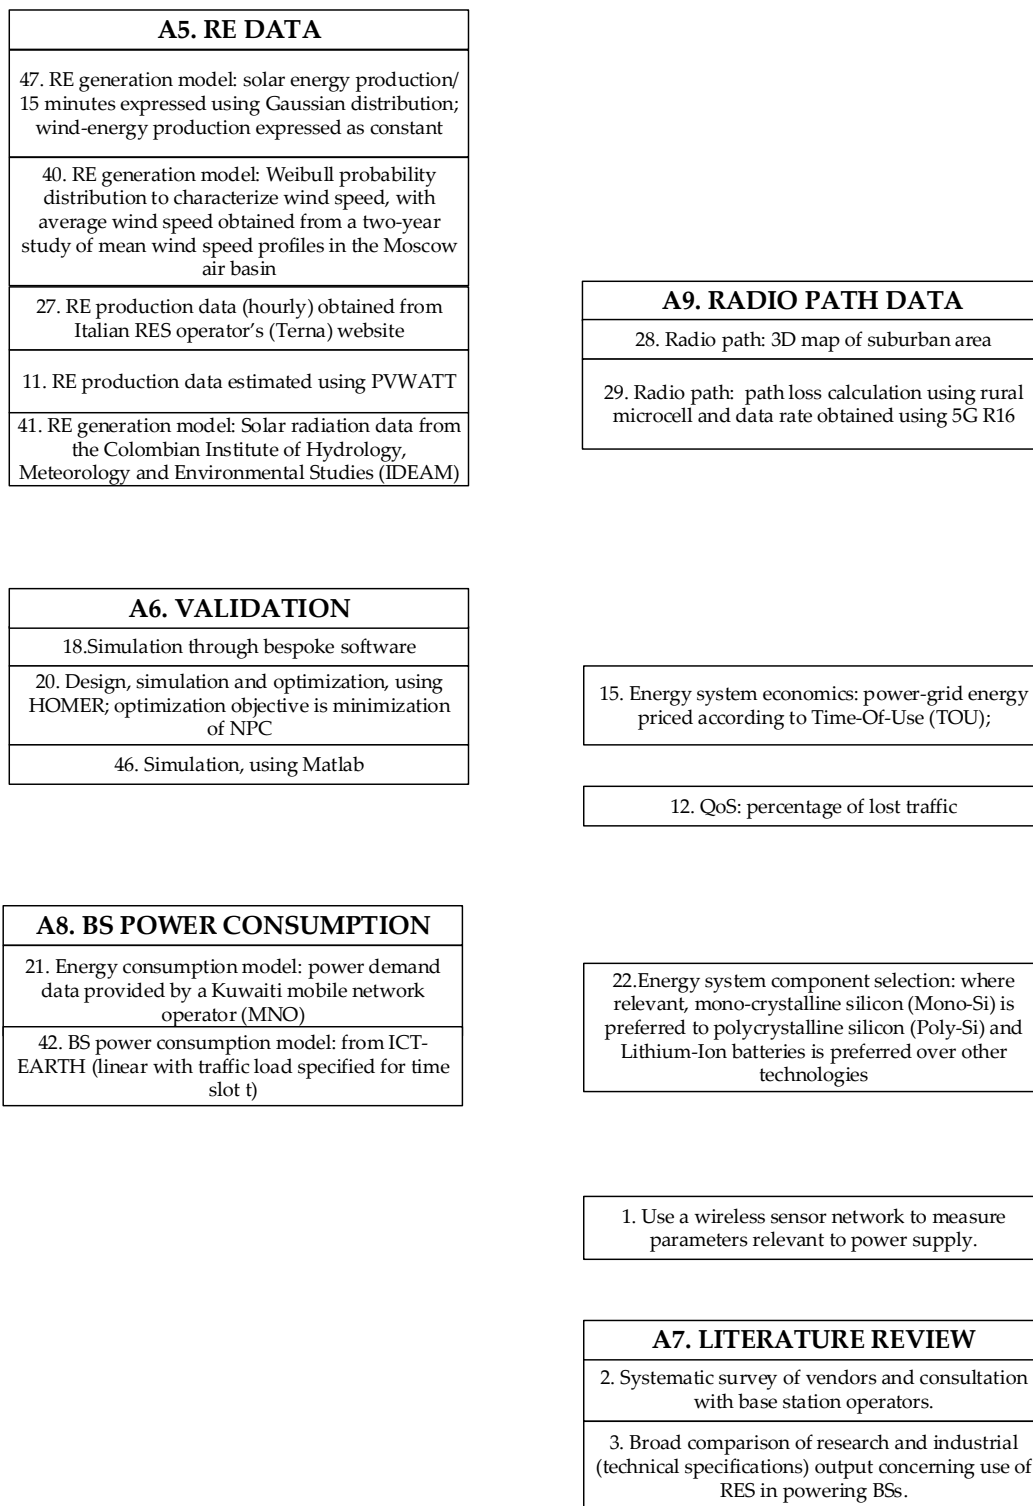 A5. RE DATA
47. RE generation model: solar energy production/
15 minutes expressed using Gaussian distribution;
wind-energy production expressed as constant
40. RE generation model: Weibull probability
distribution to characterize wind speed, with
average wind speed obtained from a two-year
study of mean wind speed profiles in the Moscow
air basin
27. RE production data (hourly) obtained from
Italian RES operator's (Terna) website
11. RE production data estimated using PVWATT
41. RE generation model: Solar radiation data from
the Colombian Institute of Hydrology,
Meteorology and Environmental Studies (IDEAM)
A6. VALIDATION
18.Simulation through bespoke software
20. Design, simulation and optimization, using
HOMER; optimization objective is minimization
of NPC
46. Simulation, using Matlab
A8. BS POWER CONSUMPTION
21. Energy consumption model: power demand
data provided by a Kuwaiti mobile network
operator (MNO)
42. BS power consumption model: from ICT-
EARTH (linear with traffic load specified for time
slot t)
A9. RADIO PATH DATA
28. Radio path: 3D map of suburban area
29. Radio path:  path loss calculation using rural
microcell and data rate obtained using 5G R16
15. Energy system economics: power-grid energy
priced according to Time-Of-Use (TOU);
12. QoS: percentage of lost traffic
22.Energy system component selection: where
relevant, mono-crystalline silicon (Mono-Si) is
preferred to polycrystalline silicon (Poly-Si) and
Lithium-Ion batteries is preferred over other
technologies
1. Use a wireless sensor network to measure
parameters relevant to power supply.
A7. LITERATURE REVIEW
2. Systematic survey of vendors and consultation
with base station operators.
3. Broad comparison of research and industrial
(technical specifications) output concerning use of
RES in powering BSs.